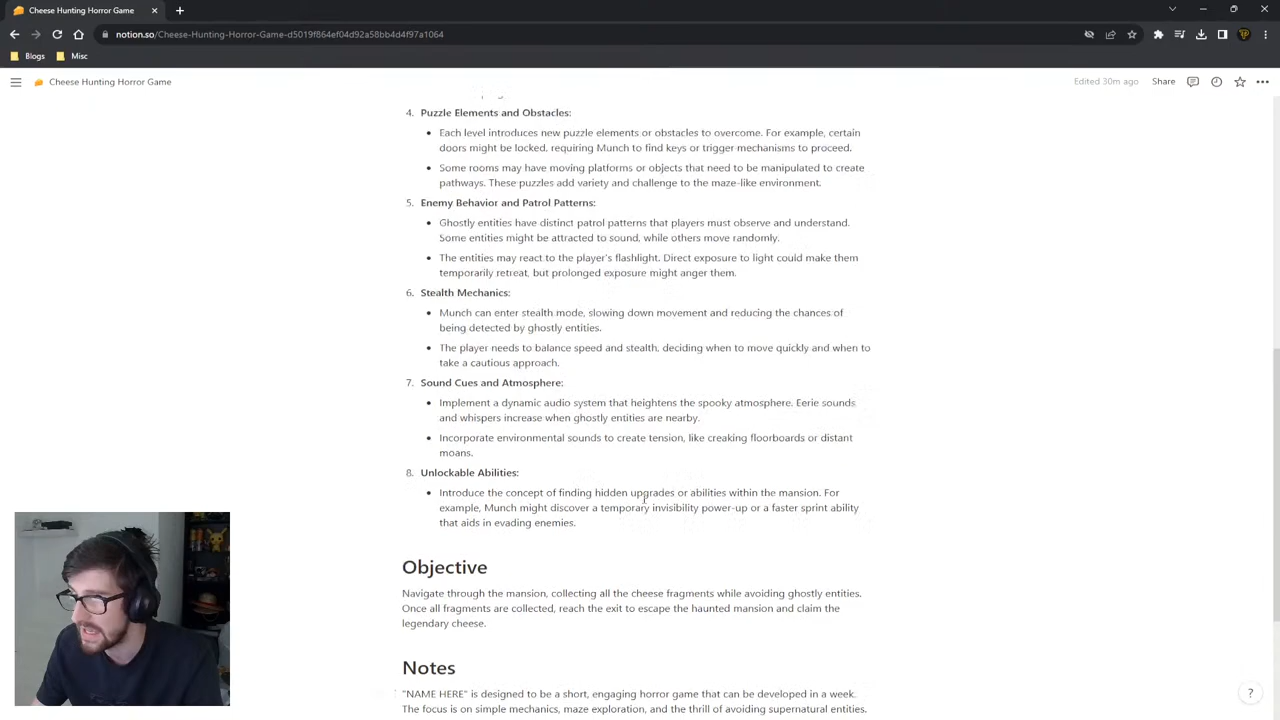 Cheese Hunting Horror Game
notion.so/Cheese-Hunting-Horror-Game-d5019f864ef04d92a58bb4d4f97a1064
Blogs
Misc
Cheese Hunting Horror Game
Edited 30m ago
Share
4. Puzzle Elements and Obstacles:
• Each level introduces new puzzle elements or obstacles to overcome. For example, certain
doors might be locked, requiring Munch to find keys or trigger mechanisms to proceed.
• Some rooms may have moving platforms or objects that need to be manipulated to create
pathways. These puzzles add variety and challenge to the maze-like environment.
5. Enemy Behavior and Patrol Patterns:
• Ghostly entities have distinct patrol patterns that players must observe and understand.
Some entities might be attracted to sound, while others move randomly.
• The entities may react to the player's flashlight. Direct exposure to light could make them
temporarily retreat, but prolonged exposure might anger them.
6. Stealth Mechanics:
• Munch can enter stealth mode, slowing down movement and reducing the chances of
being detected by ghostly entities.
• The player needs to balance speed and stealth, deciding when to move quickly and when to
take a cautious approach.
7. Sound Cues and Atmosphere:
• Implement a dynamic audio system that heightens the spooky atmosphere. Eerie sounds
and whispers increase when ghostly entities are nearby.
• Incorporate environmental sounds to create tension, like creaking floorboards or distant
moans.
8. Unlockable Abilities:
• Introduce the concept of finding hidden upgrades or abilities within the mansion. For
example, Munch might discover a temporary invisibility power-up or a faster sprint ability
that aids in evading enemies.
Objective
Navigate through the mansion, collecting all the cheese fragments while avoiding ghostly entities.
Once all fragments are collected, reach the exit to escape the haunted mansion and claim the
legendary cheese.
Notes
"NAME HERE" is designed to be a short, engaging horror game that can be developed in a week.
The focus is on simple mechanics, maze exploration, and the thrill of avoiding supernatural entities.
?